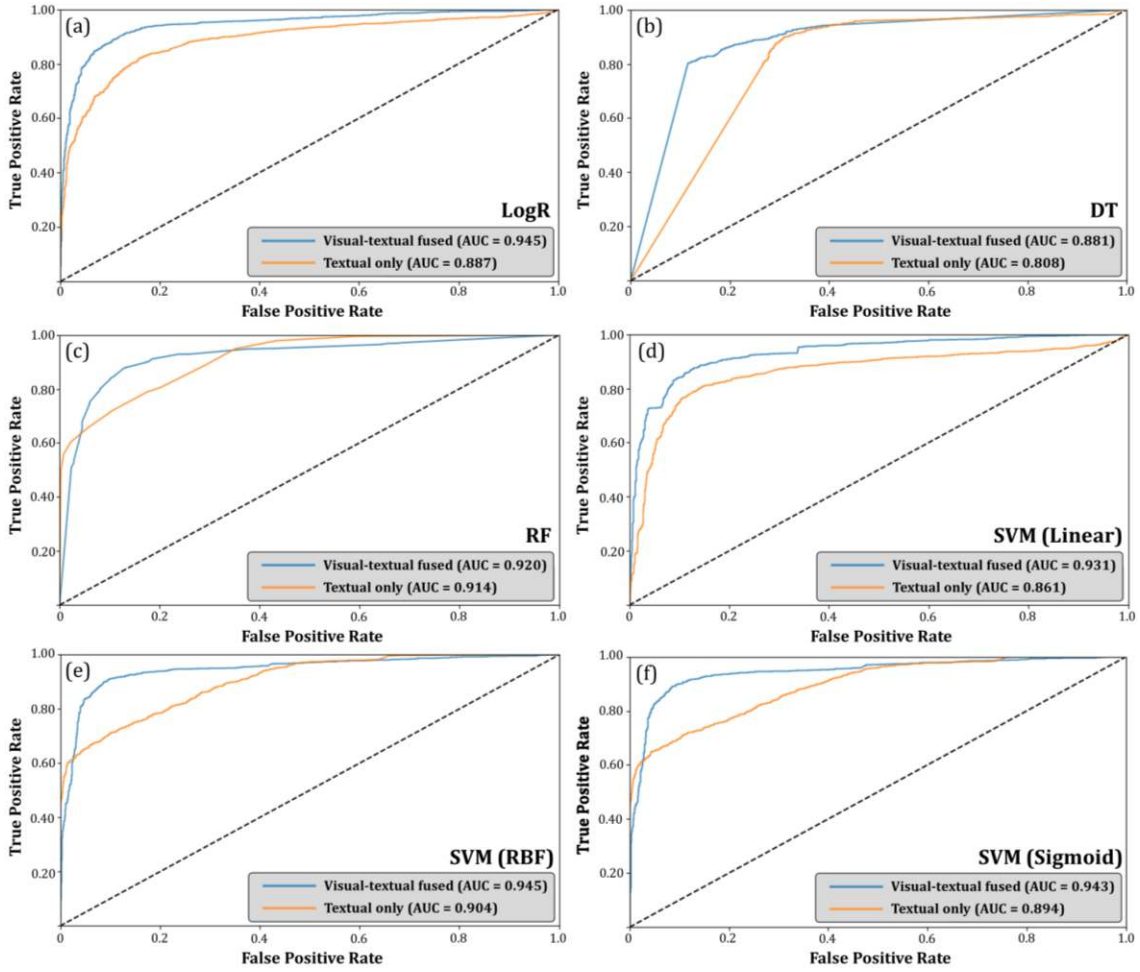 (a)
True Positive Rate
1.00
0.80
0.60
0.40
0.20
LogR
Visual-textual fused (AUC = 0.945)
Textual only (AUC = 0.887)
0 0.2 0.4 0.6 0.8 1.0
False Positive Rate
(b)
True Positive Rate
1.00
0.80
0.60
0.40
0.20
DT
Visual-textual fused (AUC = 0.881)
Textual only (AUC = 0.808)
0 0.2 0.4 0.6 0.8 1.0
False Positive Rate
(c)
True Positive Rate
1.00
0.80
0.60
0.40
0.20
RF
Visual-textual fused (AUC = 0.920)
Textual only (AUC = 0.914)
0 0.2 0.4 0.6 0.8 1.0
False Positive Rate
(d)
True Positive Rate
1.00
0.80
0.60
0.40
0.20
SVM (Linear)
Visual-textual fused (AUC = 0.931)
Textual only (AUC = 0.861)
0 0.2 0.4 0.6 0.8 1.0
False Positive Rate
(e)
True Positive Rate
1.00
0.80
0.60
0.40
0.20
SVM (RBF)
Visual-textual fused (AUC = 0.945)
Textual only (AUC = 0.904)
0 0.2 0.4 0.6 0.8 1.0
False Positive Rate
(f)
True Positive Rate
1.00
0.80
0.60
0.40
0.20
SVM (Sigmoid)
Visual-textual fused (AUC = 0.943)
Textual only (AUC = 0.894)
0 0.2 0.4 0.6 0.8 1.0
False Positive Rate